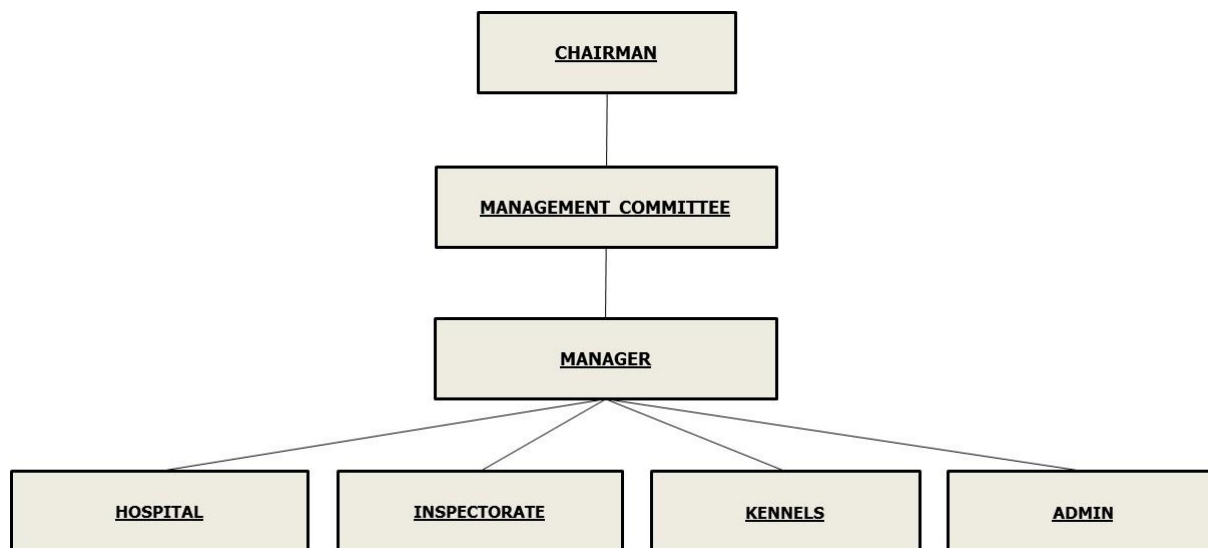 CHAIRMAN
MANAGEMENT COMMITTEE
MANAGER
HOSPITAL
INSPECTORATE
KENNELS
ADMIN